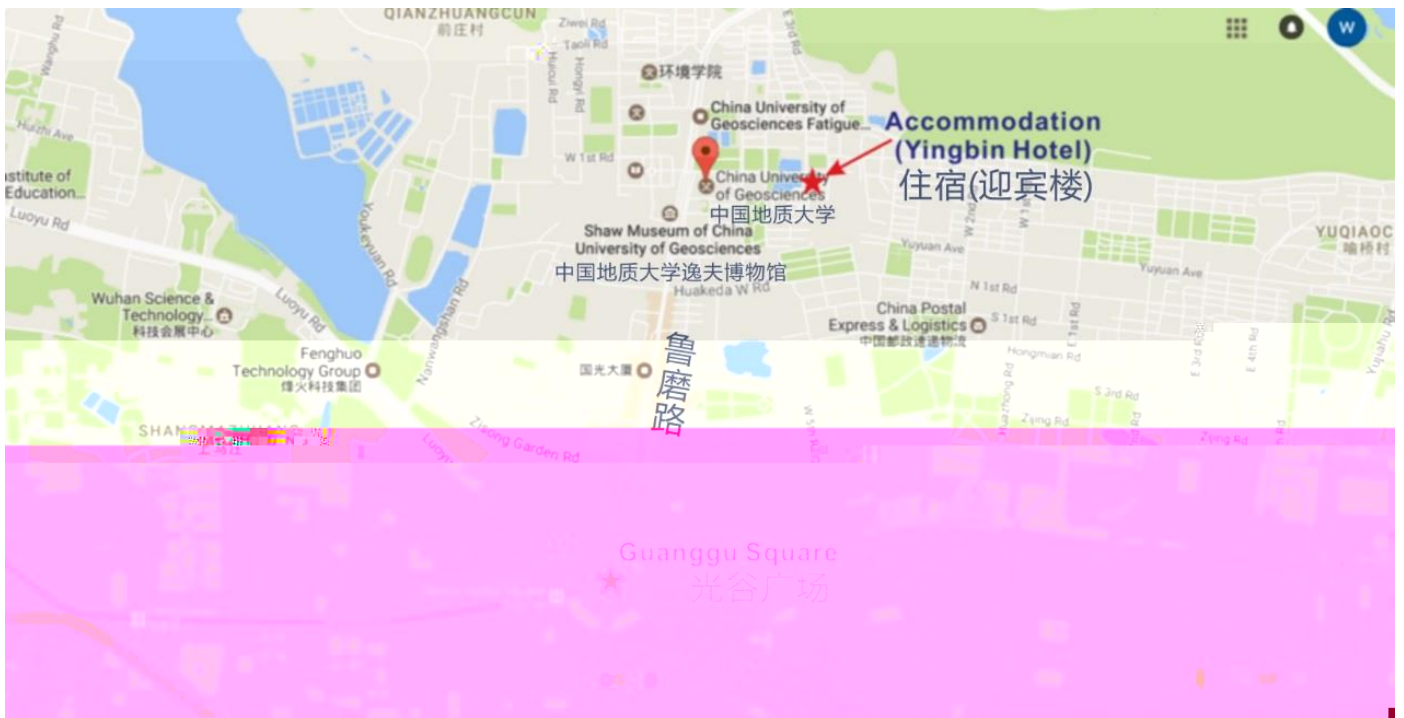 QIANZHUANGCUN
前庄村
Ziwei Rd
Taoli Rd
E 3rd Rd
W
Wanghu Rd
Huicui Rd
Hongyi Rd
环境学院
Huizhi Ave
China University of
Geosciences Fatigue...
Accommodation
(Yingbin Hotel)
住宿(迎宾楼)
W 1st Rd
stitute of
Education...
China University
of Geosciences
中国地质大学
Luoyu Rd
Youkeyuan Rd
Shaw Museum of China
University of Geosciences
中国地质大学逸夫博物馆
W 2nd
W 1st
Yuyuan Ave
YUQIAOC
喻桥村
Yuyuan Ave
Huakeda W Rd
N 1st Rd
Wuhan Science &
Technology...
科技会展中心
Luoyu Rd
Nanwangshan Rd
China Postal
Express & Logistics
中国邮政速递物流
S 1st Rd
E 1st Rd
Yujiahu Rd
Fenghuo
Technology Group
烽火科技集团
国光大厦
鲁磨路
Hongmian Rd
E 3rd Rd
E 4th Rd
Huazhong Rd
S 3rd Rd
Ziying Rd
Ziying Rd
Zisong Garden Rd
Guanggu Square
光谷广场